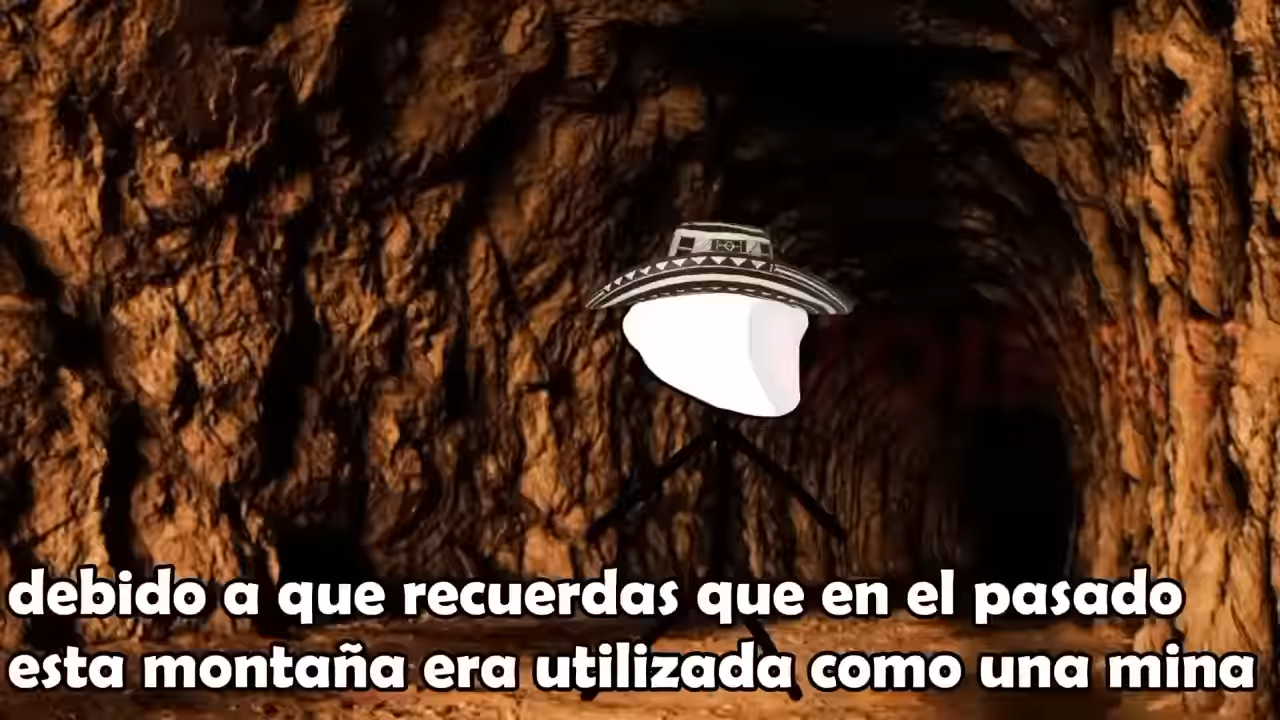 debido a que recuerdas que en el pasado
esta montaña era utilizada como una mina